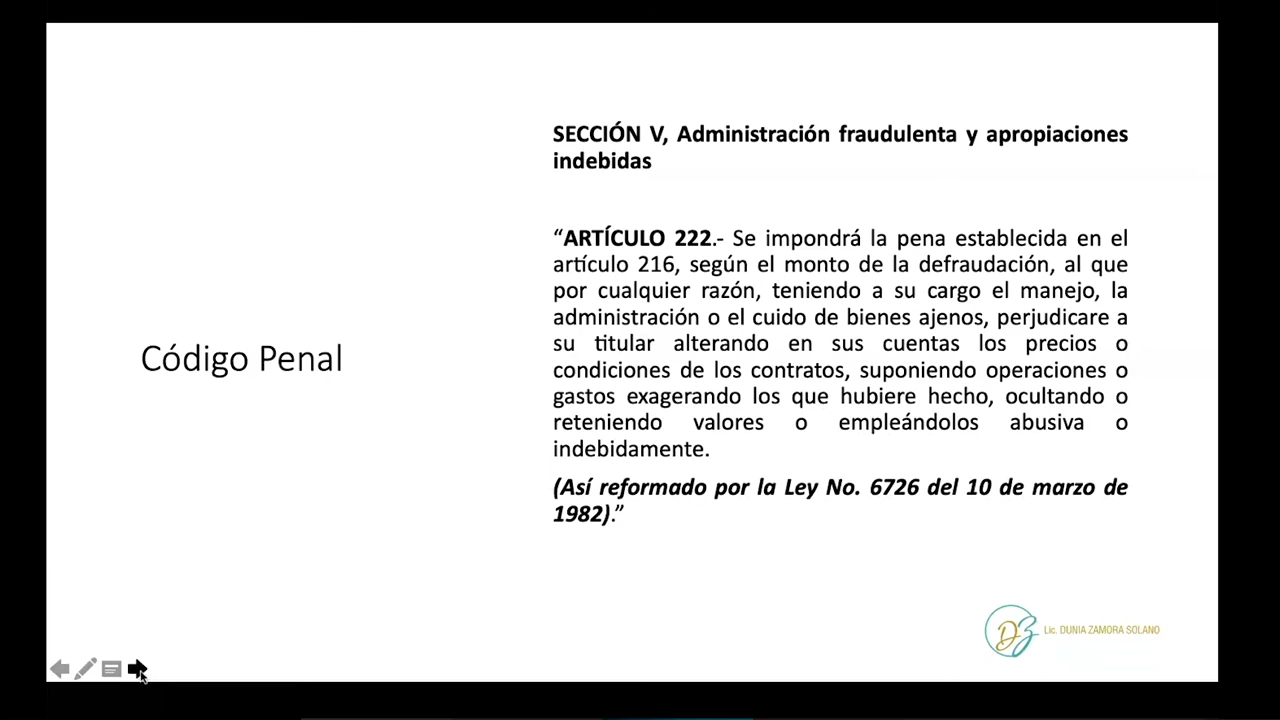 SECCIÓN V, Administración fraudulenta y apropiaciones
indebidas
“ARTÍCULO 222.- Se impondrá la pena establecida en el
artículo 216, según el monto de la defraudación, al que
por cualquier razón, teniendo a su cargo el manejo, la
administración o el cuido de bienes ajenos, perjudicare a
su titular alterando en sus cuentas los precios o
condiciones de los contratos, suponiendo operaciones o
gastos exagerando los que hubiere hecho, ocultando o
reteniendo valores o empleándolos abusiva o
indebidamente.
(Así reformado por la Ley No. 6726 del 10 de marzo de
1982).”
Código Penal
DZ
Lic. DUNIA ZAMORA SOLANO